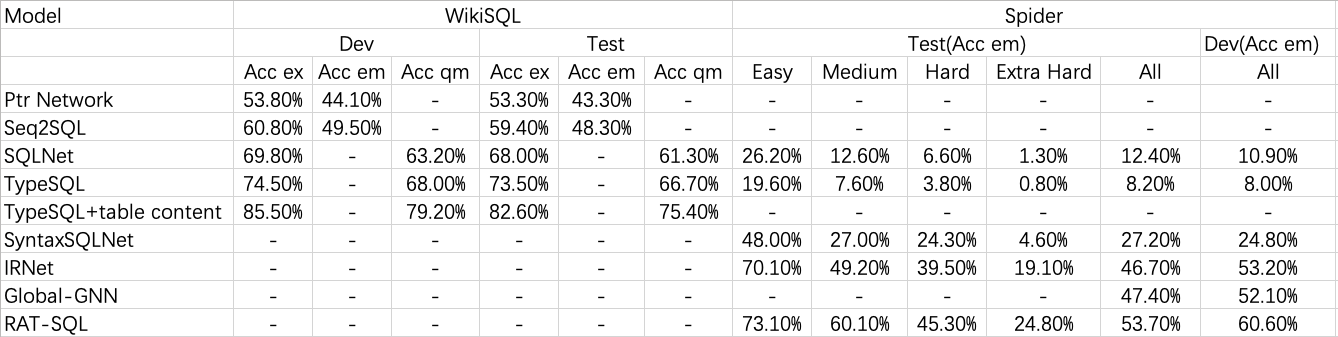 Model WikiSQL Spider
Dev Test Test(Acc em) Dev(Acc em)
Acc ex Acc em Acc qm Acc ex Acc em Acc qm Easy Medium Hard Extra Hard All All
Ptr Network 53.80% 44.10% - 53.30% 43.30% - - - - - - -
Seq2SQL 60.80% 49.50% - 59.40% 48.30% - - - - - - -
SQLNet 69.80% - 63.20% 68.00% - 61.30% 26.20% 12.60% 6.60% 1.30% 12.40% 10.90%
TypeSQL 74.50% - 68.00% 73.50% - 66.70% 19.60% 7.60% 3.80% 0.80% 8.20% 8.00%
TypeSQL+table content 85.50% - 79.20% 82.60% - 75.40% - - - - - -
SyntaxSQLNet - - - - - - 48.00% 27.00% 24.30% 4.60% 27.20% 24.80%
IRNet - - - - - - 70.10% 49.20% 39.50% 19.10% 46.70% 53.20%
Global-GNN - - - - - - - - - - 47.40% 52.10%
RAT-SQL - - - - - - 73.10% 60.10% 45.30% 24.80% 53.70% 60.60%